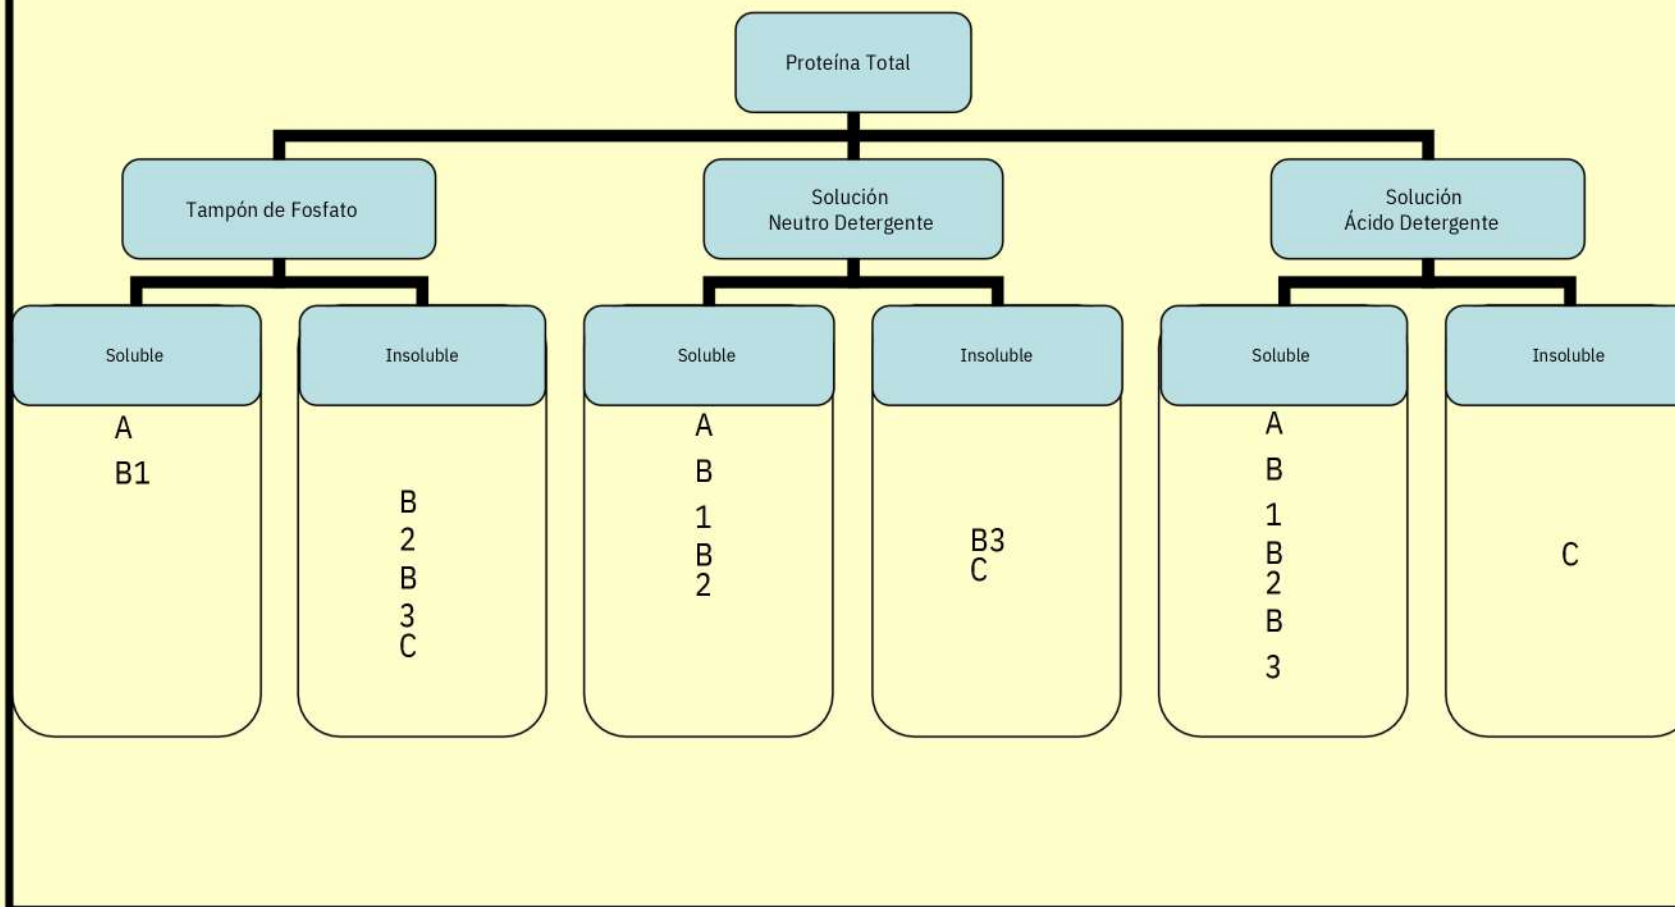 Proteína Total
Tampón de Fosfato
Solución
Neutro Detergente
Solución
Ácido Detergente
Soluble
Insoluble
Soluble
Insoluble
Soluble
Insoluble
A
B1
B
2
B
3
C
A
B
1
B
2
B3
C
A
B
1
B
2
B
3
C